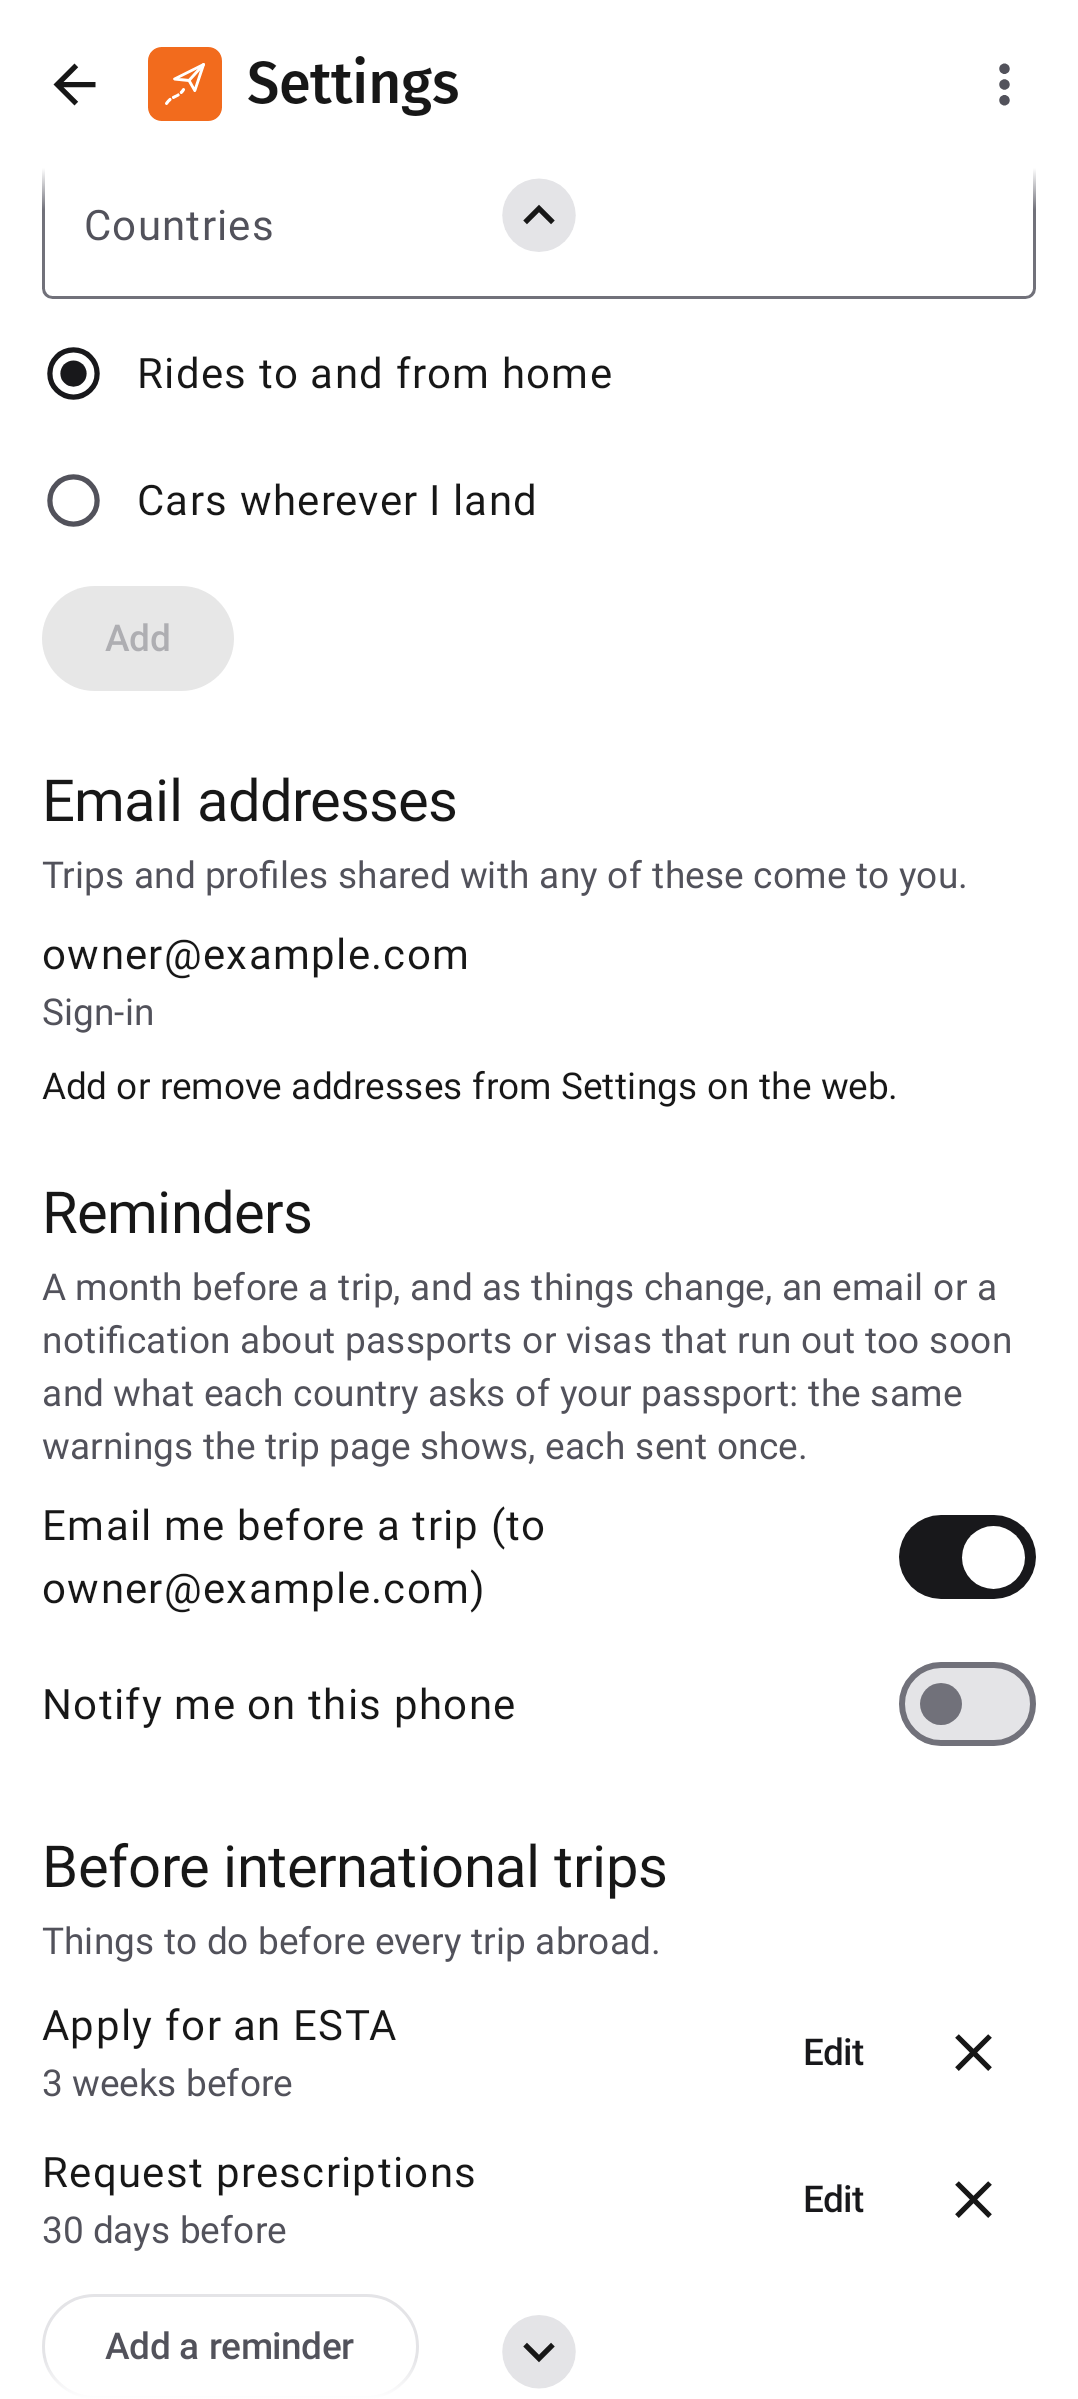 Settings
Countries
Rides to and from home
Cars wherever I land
Add
Email addresses
Trips and profiles shared with any of these come to you.
owner@example.com
Sign-in
Add or remove addresses from Settings on the web.
Reminders
A month before a trip, and as things change, an email or a
notification about passports or visas that run out too soon
and what each country asks of your passport: the same
warnings the trip page shows, each sent once.
Email me before a trip (to
owner@example.com)
Notify me on this phone
Before international trips
Things to do before every trip abroad.
Apply for an ESTA
3 weeks before
Edit
Request prescriptions
30 days before
Edit
Add a reminder